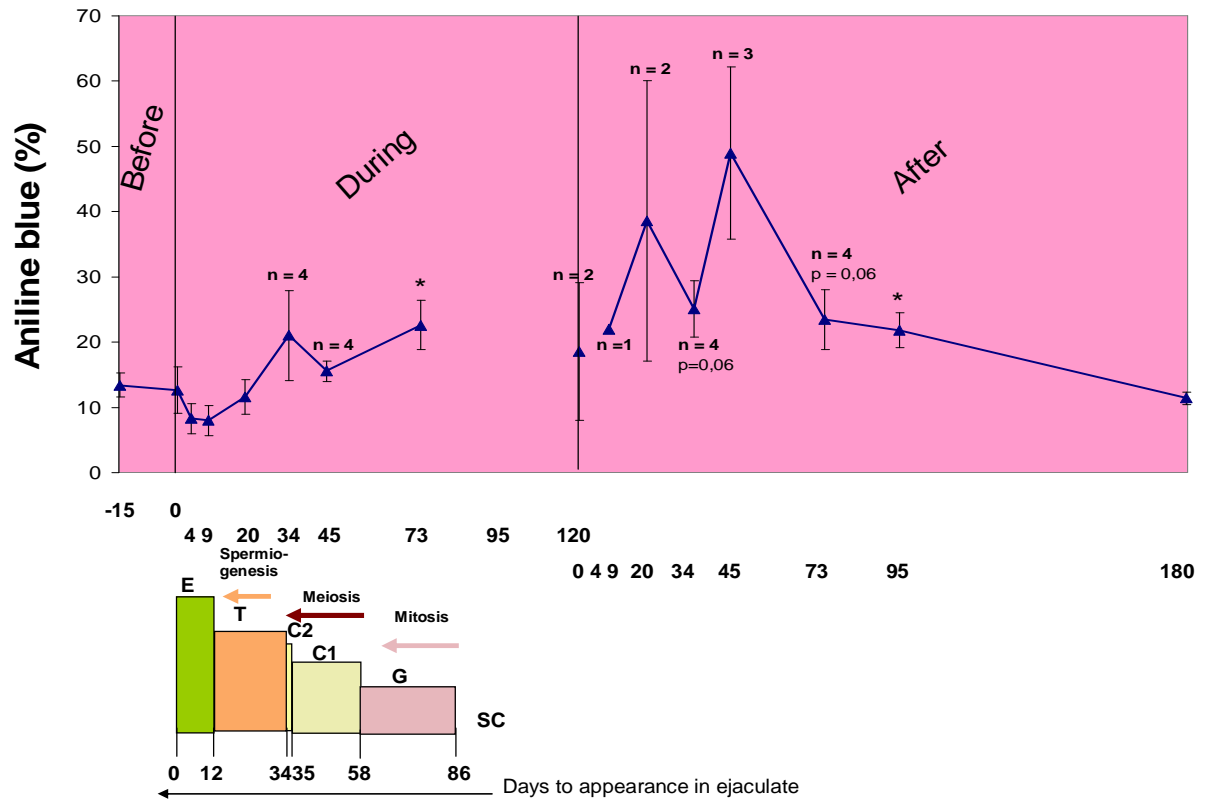 70
60
50
40
30
20
10
0
Aniline blue (%)
Before
During
After
n = 4
n = 4
*
n = 2
n =1
n = 2
n = 4
p=0,06
n = 3
n = 4
p = 0,06
*
-15 0
4 9 20 34 45 73 95 120
0 4 9 20 34 45 73 95 180
Spermio-
genesis
E
T
Meiosis
C2
C1
Mitosis
G
SC
0 12 3435 58 86
Days to appearance in ejaculate